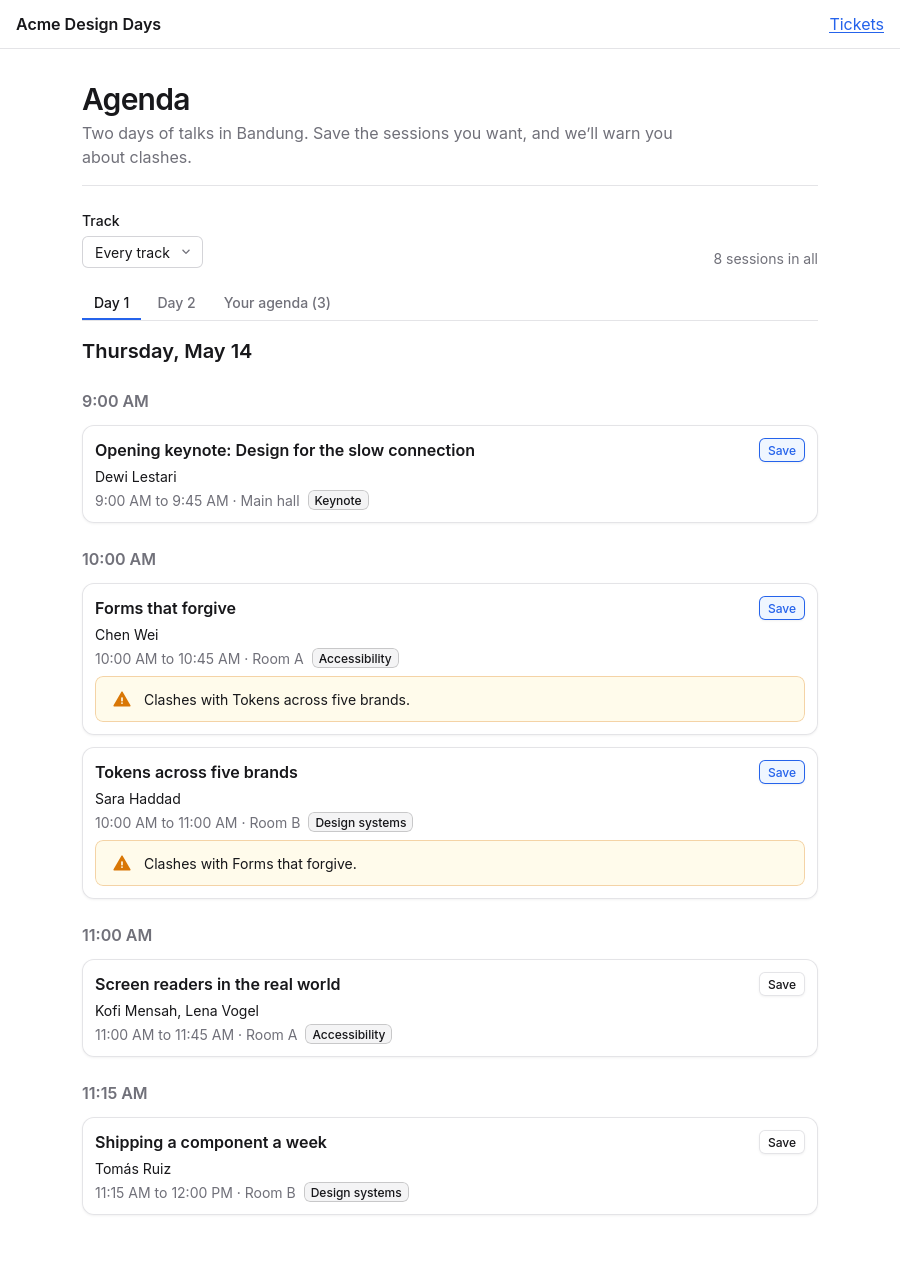 Acme Design Days
Tickets
Agenda
Two days of talks in Bandung. Save the sessions you want, and we’ll warn you
about clashes.
Track
Every track
8 sessions in all
Day 1
Day 2
Your agenda (3)
Thursday, May 14
9:00 AM
Opening keynote: Design for the slow connection
Save
Dewi Lestari
9:00 AM to 9:45 AM · Main hall
Keynote
10:00 AM
Forms that forgive
Save
Chen Wei
10:00 AM to 10:45 AM · Room A
Accessibility
Clashes with Tokens across five brands.
Tokens across five brands
Save
Sara Haddad
10:00 AM to 11:00 AM · Room B
Design systems
Clashes with Forms that forgive.
11:00 AM
Screen readers in the real world
Save
Kofi Mensah, Lena Vogel
11:00 AM to 11:45 AM · Room A
Accessibility
11:15 AM
Shipping a component a week
Save
Tomás Ruiz
11:15 AM to 12:00 PM · Room B
Design systems